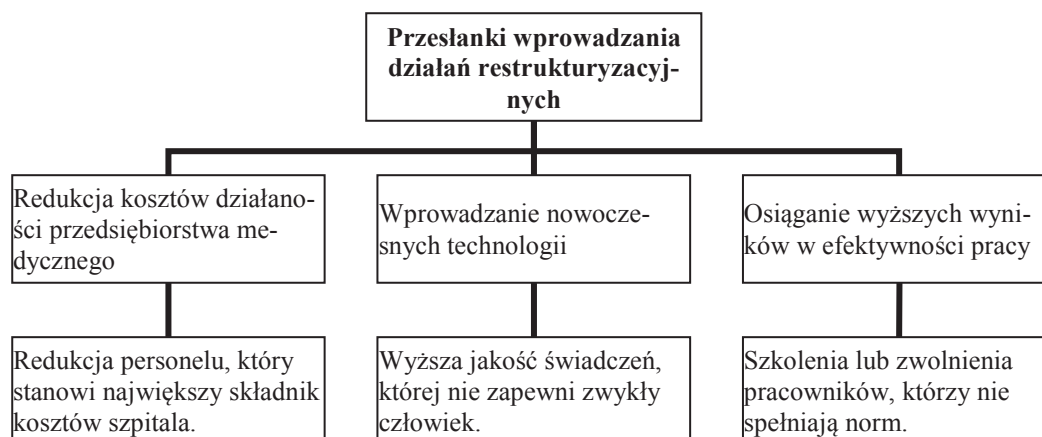 Przesłanki wprowadzania
działań restrukturyzacyj-
nych
Redukcja kosztów działano-
ści przedsiębiorstwa me-
dycznego
Wprowadzanie nowocze-
snych technologii
Osiąganie wyższych wyni-
ków w efektywności pracy
Redukcja personelu, który
stanowi największy składnik
kosztów szpitala.
Wyższa jakość świadczeń,
której nie zapewni zwykły
człowiek.
Szkolenia lub zwolnienia
pracowników, którzy nie
spełniają norm.